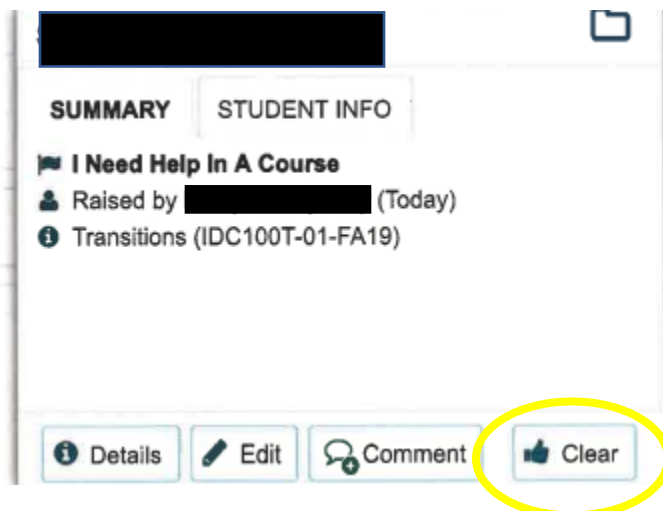 SUMMARY STUDENT INFO
I Need Help In A Course
Raised by (Today)
Transitions (IDC100T-01-FA19)
Details Edit Comment Clear